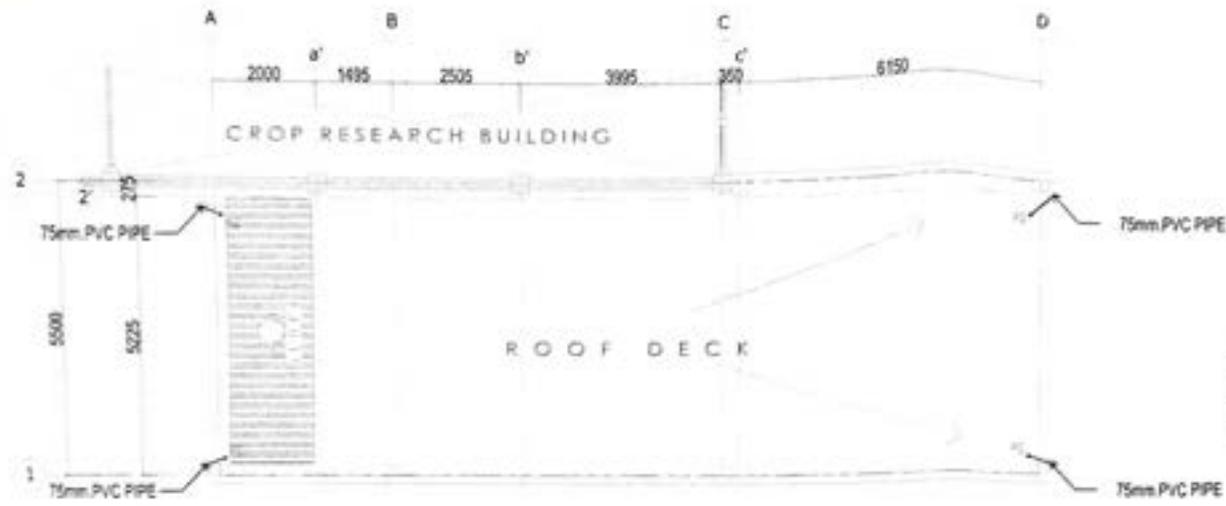 A B C D
a' b' c'
2000 1495 2505 3995 350 6150
CROP RESEARCH BUILDING
2
2' 275
75mm.PVC PIPE
75mm.PVC PIPE
5500 5225
ROOF DECK
1
75mm.PVC PIPE
75mm.PVC PIPE